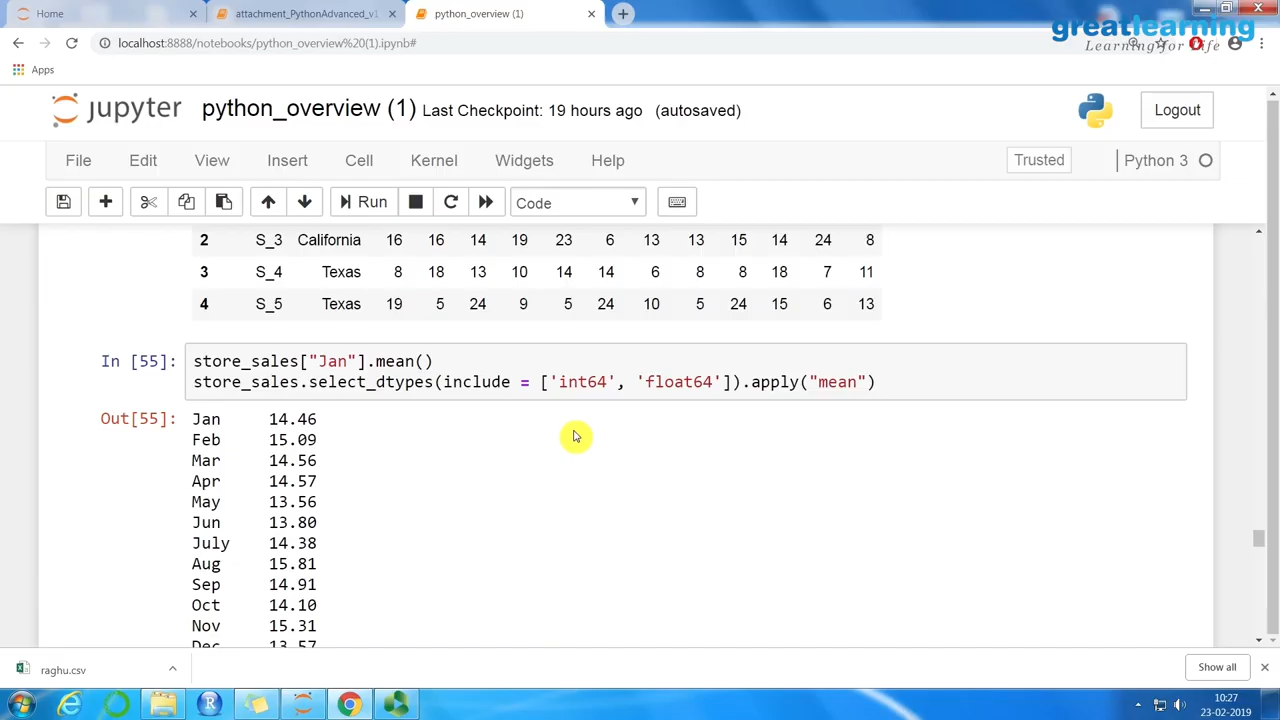 Home
attachment_PythonAdvanced_v1
python_overview (1)
greatlearning
Learning for Life
localhost:8888/notebooks/python_overview%20(1).ipynb#
Apps
jupyter python_overview (1) Last Checkpoint: 19 hours ago (autosaved)
Logout
File Edit View Insert Cell Kernel Widgets Help
Trusted
Python 3
Run
Code
2 S_3 California 16 16 14 19 23 6 13 13 15 14 24 8
3 S_4 Texas 8 18 13 10 14 14 6 8 8 18 7 11
4 S_5 Texas 19 5 24 9 5 24 10 5 24 15 6 13
In [55]:
store_sales["Jan"].mean()
store_sales.select_dtypes(include = ['int64', 'float64']).apply("mean")
Out[55]:
Jan 14.46
Feb 15.09
Mar 14.56
Apr 14.57
May 13.56
Jun 13.80
July 14.38
Aug 15.81
Sep 14.91
Oct 14.10
Nov 15.31
Dec 13.57
raghu.csv
Show all
10:27
23-02-2019